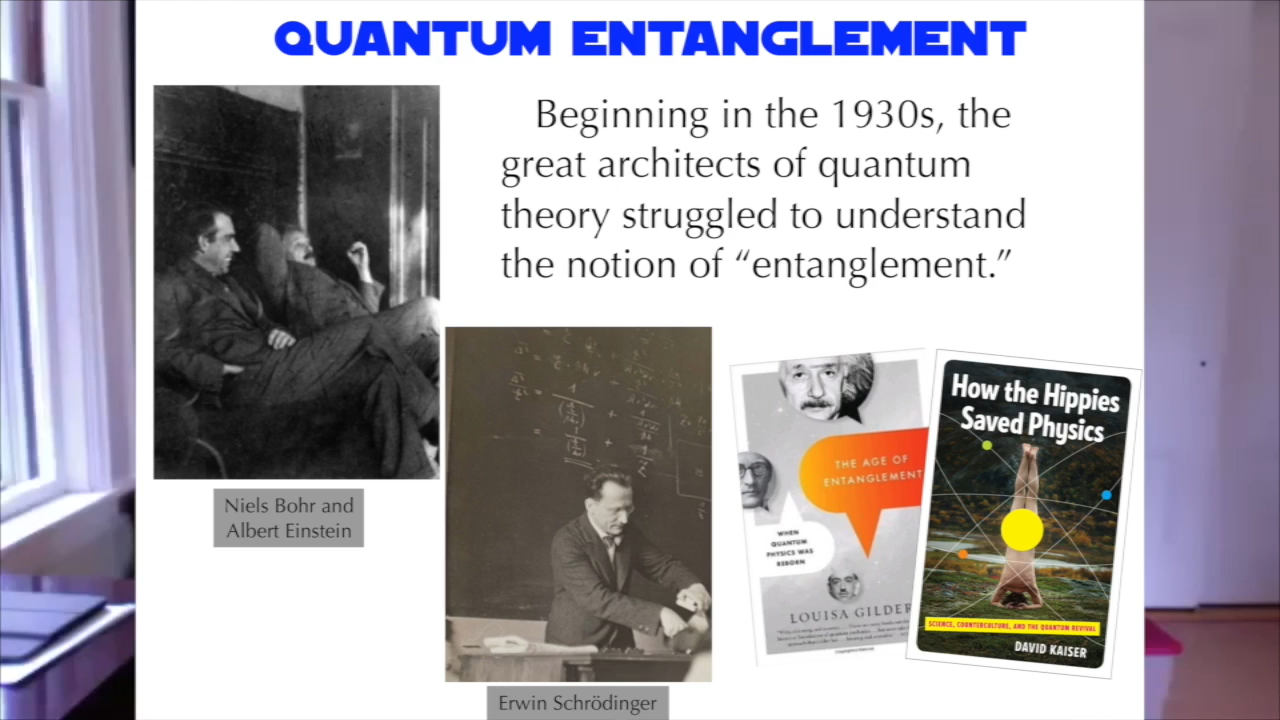 QUANTUM ENTANGLEMENT
Beginning in the 1930s, the
great architects of quantum
theory struggled to understand
the notion of “entanglement.”
Niels Bohr and
Albert Einstein
Erwin Schrödinger
THE AGE OF
ENTANGLEMENT
WHEN
QUANTUM
PHYSICS WAS
REBORN
LOUISA GILDER
How the Hippies
Saved Physics
SCIENCE, COUNTERCULTURE, AND THE QUANTUM REVIVAL
DAVID KAISER